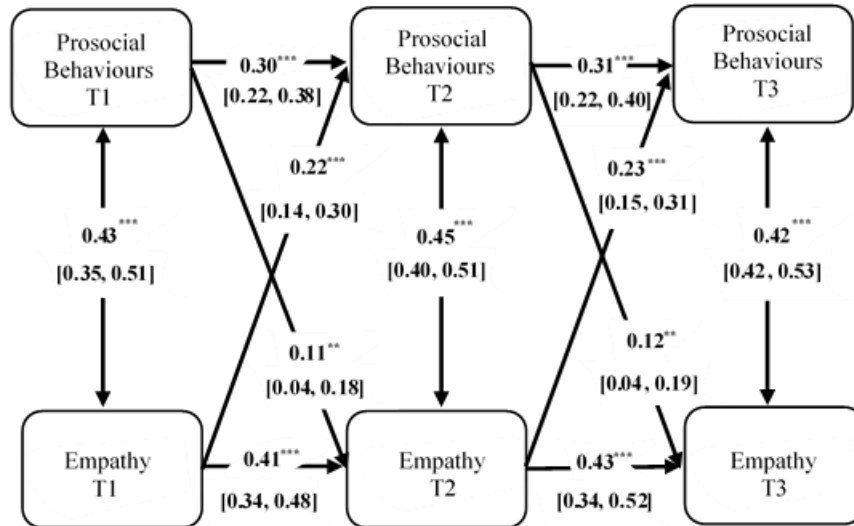 Prosocial
Behaviours
T1
0.30***
[0.22, 0.38]
Prosocial
Behaviours
T2
0.31***
[0.22, 0.40]
Prosocial
Behaviours
T3
0.22***
[0.14, 0.30]
0.23***
[0.15, 0.31]
0.43***
[0.35, 0.51]
0.45***
[0.40, 0.51]
0.42***
[0.42, 0.53]
0.11**
[0.04, 0.18]
0.12**
[0.04, 0.19]
Empathy
T1
0.41***
[0.34, 0.48]
Empathy
T2
0.43***
[0.34, 0.52]
Empathy
T3